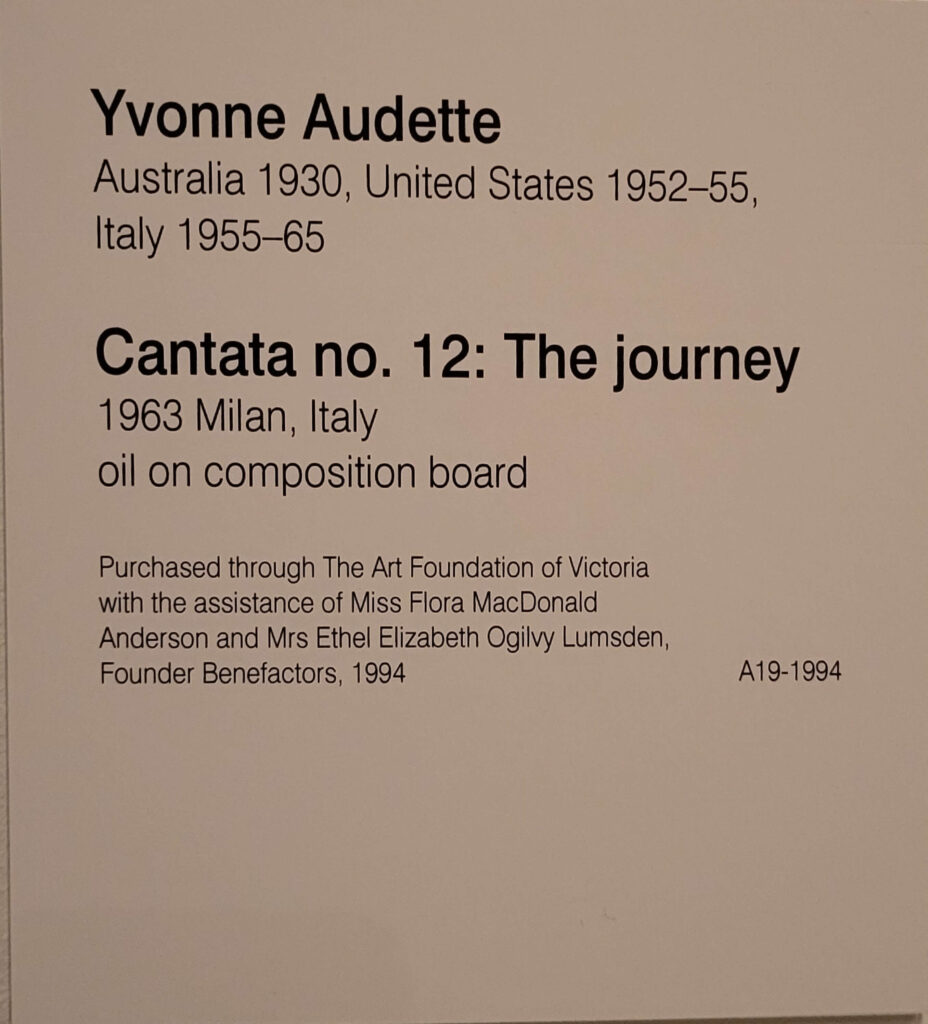 Yvonne Audette
Australia 1930, United States 1952–55,
Italy 1955–65
Cantata no. 12: The journey
1963 Milan, Italy
oil on composition board
Purchased through The Art Foundation of Victoria
with the assistance of Miss Flora MacDonald
Anderson and Mrs Ethel Elizabeth Ogilvy Lumsden,
Founder Benefactors, 1994 A19-1994